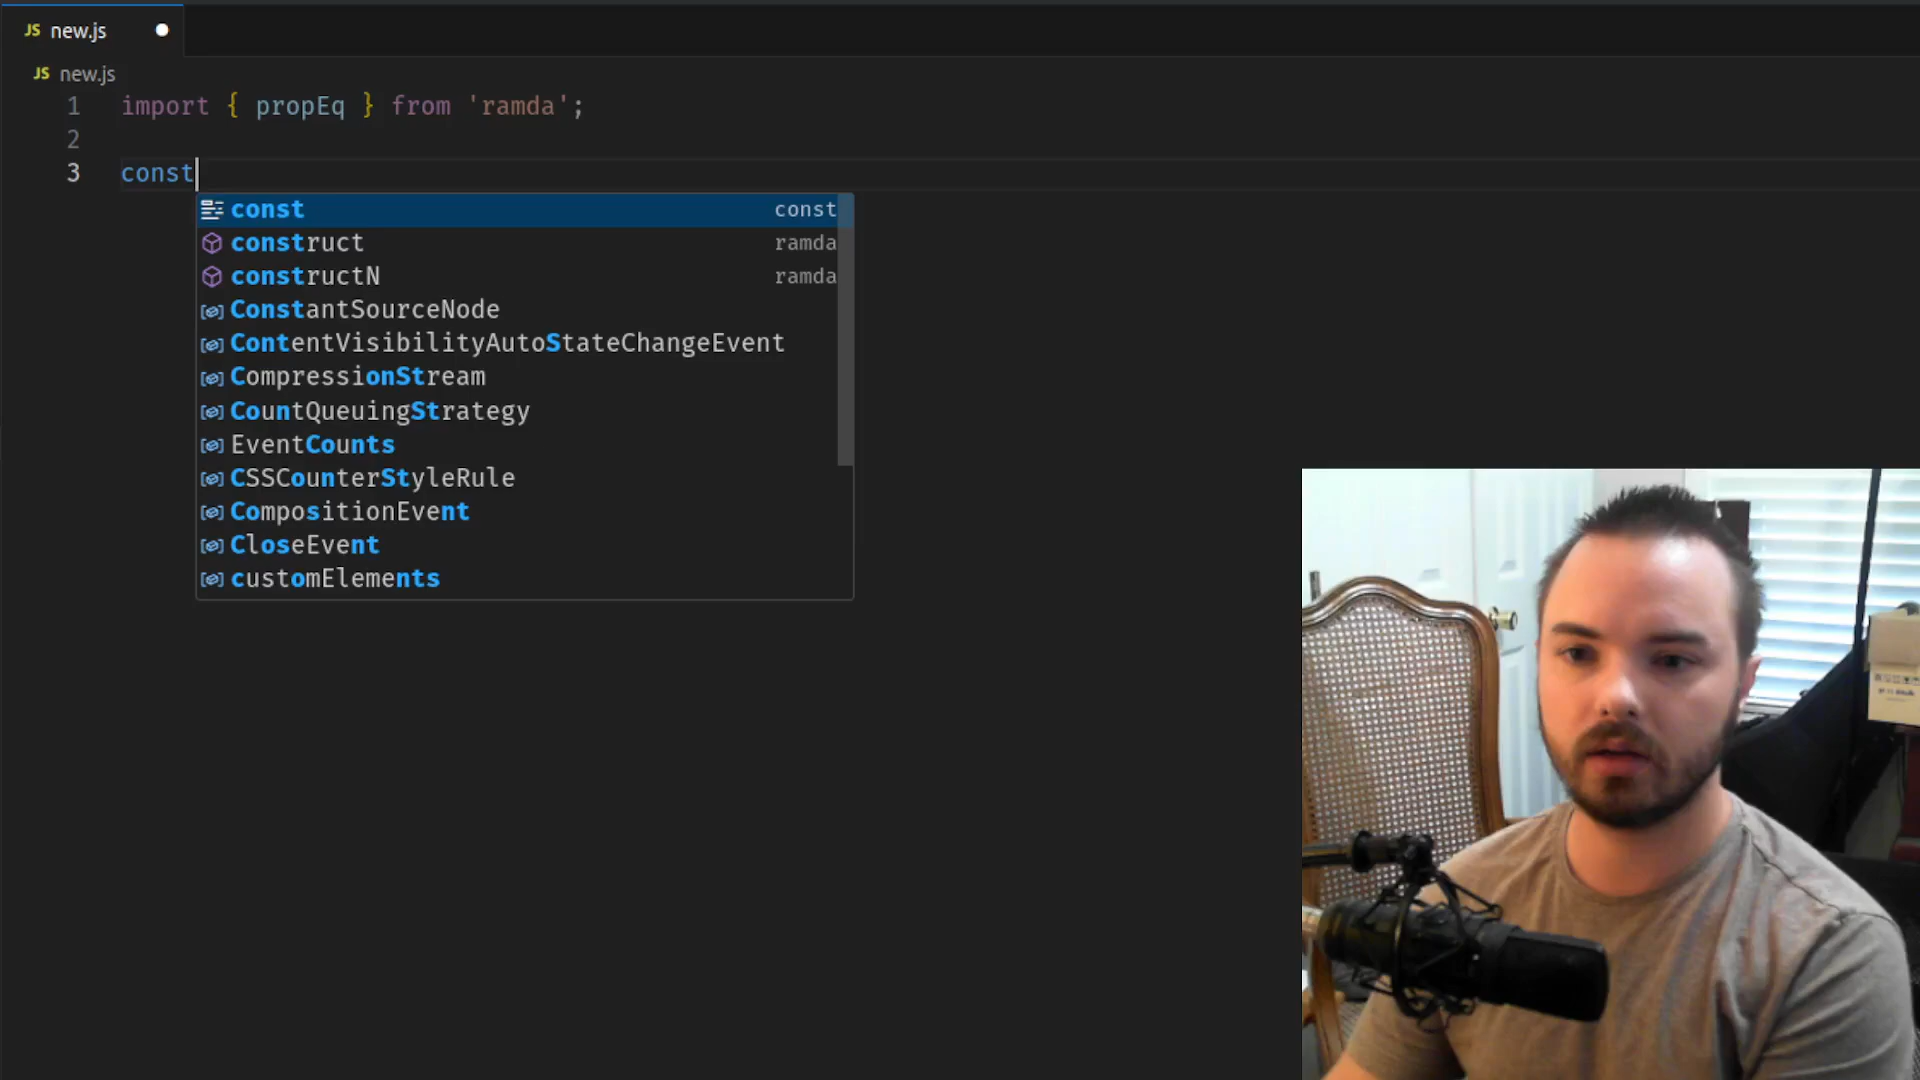 JS new.js
JS new.js
1 import { propEq } from 'ramda';
2
3 const
const const
construct ramda
constructN ramda
ConstantSourceNode
ContentVisibilityAutoStateChangeEvent
CompressionStream
CountQueuingStrategy
EventCounts
CSSCounterStyleRule
CompositionEvent
CloseEvent
customElements